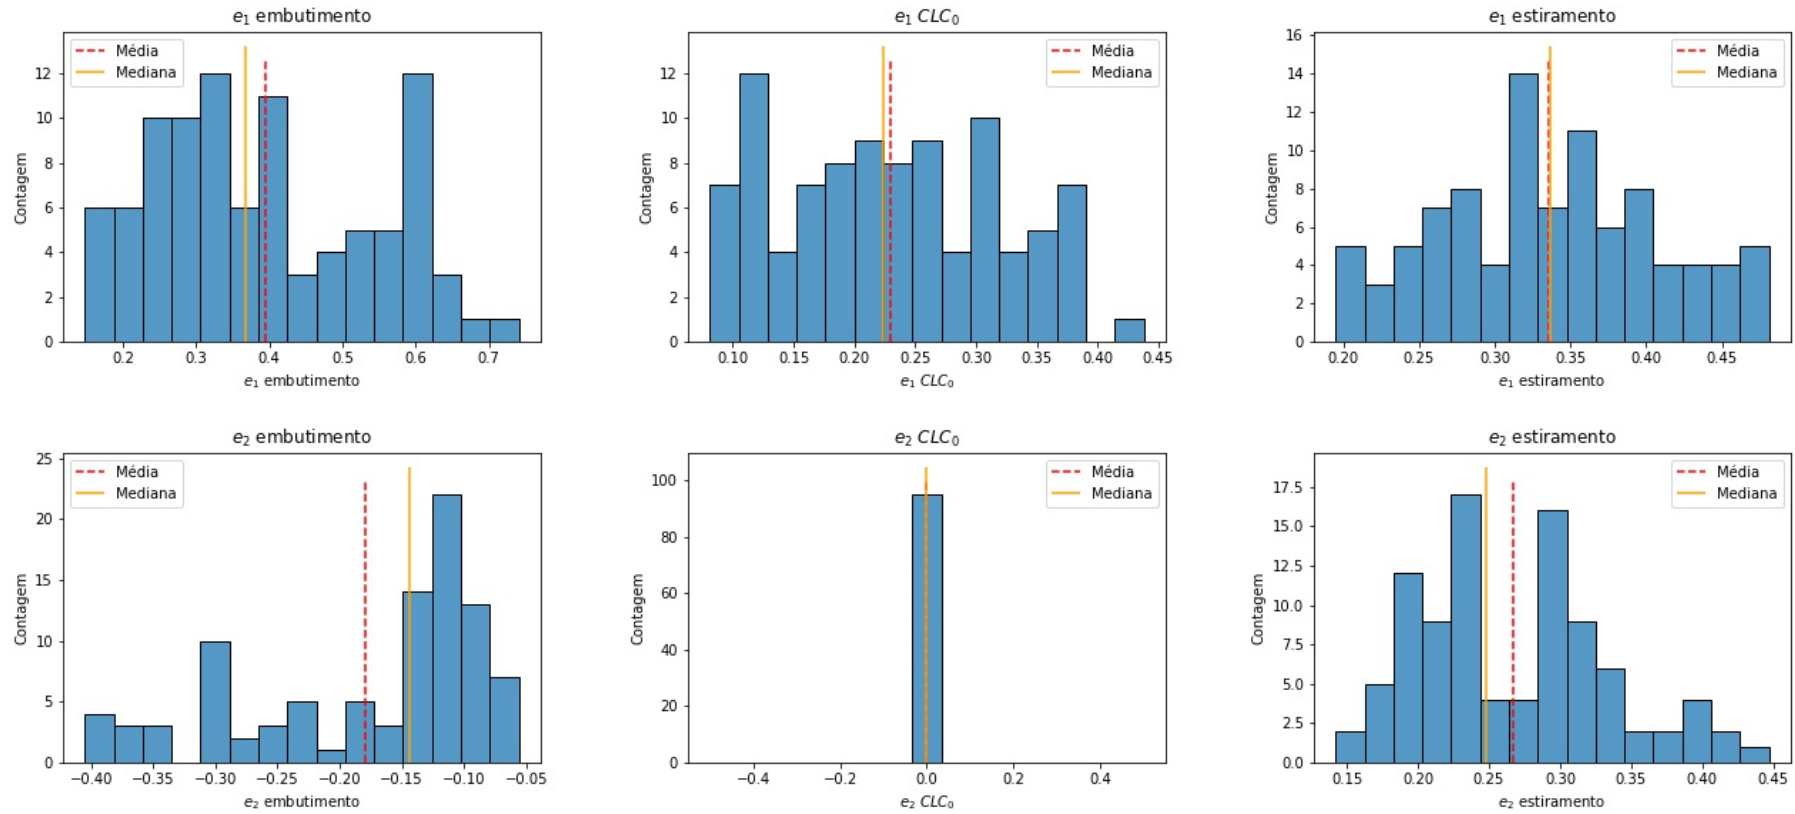 e₁ embutimento
Média
Mediana
Contagem
12
10
8
6
4
2
0
0.2 0.3 0.4 0.5 0.6 0.7
e₁ embutimento
e₁ CLC₀
Média
Mediana
Contagem
12
10
8
6
4
2
0
0.10 0.15 0.20 0.25 0.30 0.35 0.40 0.45
e₁ CLC₀
e₁ estiramento
Média
Mediana
Contagem
16
14
12
10
8
6
4
2
0
0.20 0.25 0.30 0.35 0.40 0.45
e₁ estiramento
e₂ embutimento
Média
Mediana
Contagem
25
20
15
10
5
0
−0.40 −0.35 −0.30 −0.25 −0.20 −0.15 −0.10 −0.05
e₂ embutimento
e₂ CLC₀
Média
Mediana
Contagem
100
80
60
40
20
0
−0.4 −0.2 0.0 0.2 0.4
e₂ CLC₀
e₂ estiramento
Média
Mediana
Contagem
17.5
15.0
12.5
10.0
7.5
5.0
2.5
0.0
0.15 0.20 0.25 0.30 0.35 0.40 0.45
e₂ estiramento